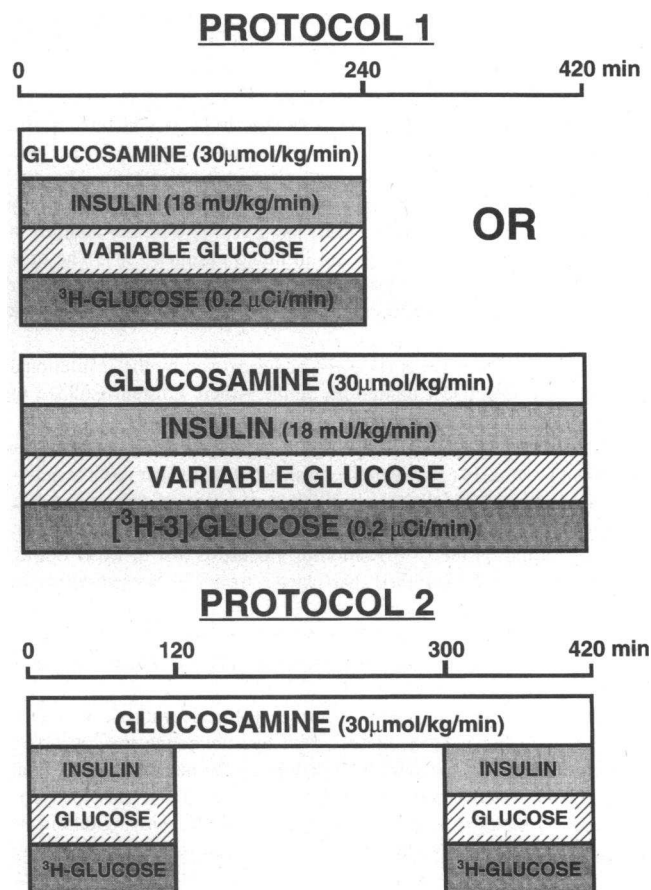 PROTOCOL 1
0 240 420 min
GLUCOSAMINE (30µmol/kg/min)
INSULIN (18 mU/kg/min)
VARIABLE GLUCOSE
³H-GLUCOSE (0.2 µCi/min)
OR
GLUCOSAMINE (30µmol/kg/min)
INSULIN (18 mU/kg/min)
VARIABLE GLUCOSE
[³H-3] GLUCOSE (0.2 µCi/min)
PROTOCOL 2
0 120 300 420 min
GLUCOSAMINE (30µmol/kg/min)
INSULIN INSULIN
GLUCOSE GLUCOSE
³H-GLUCOSE ³H-GLUCOSE